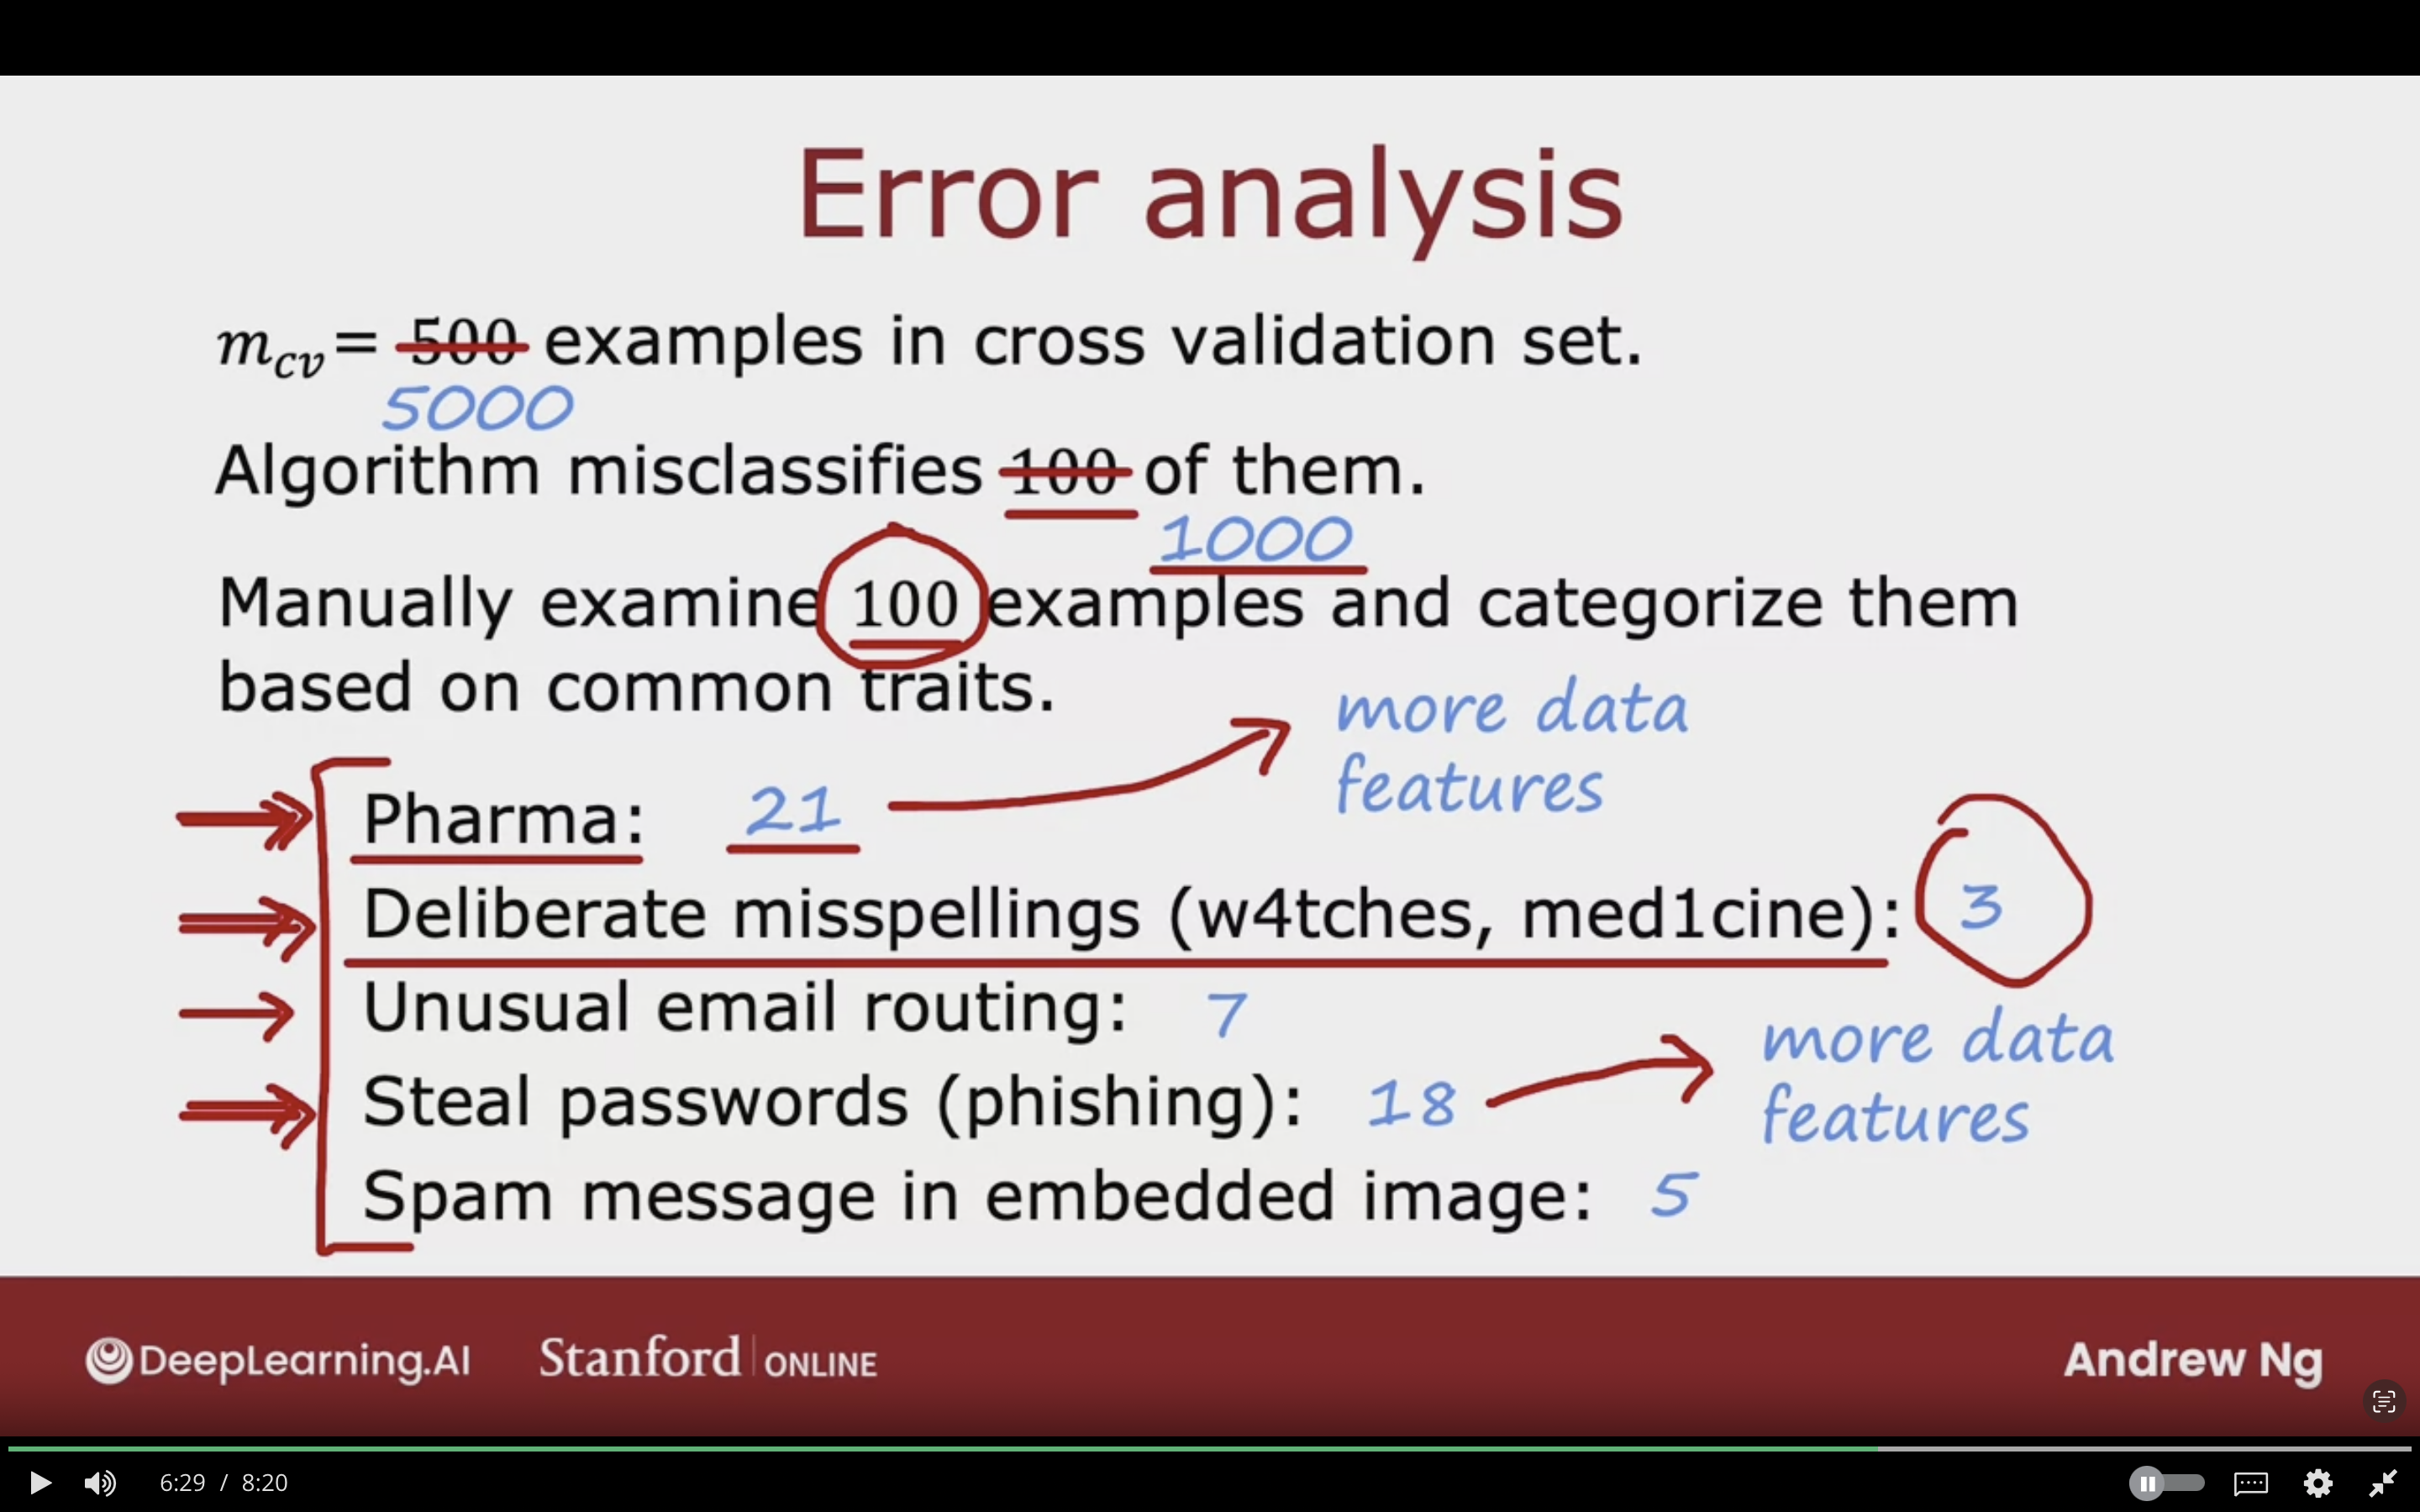 Error analysis
m_cv = 500 examples in cross validation set.
5000
Algorithm misclassifies 100 of them.
1000
Manually examine 100 examples and categorize them
based on common traits.
more data
features
Pharma: 21
Deliberate misspellings (w4tches, med1cine): 3
Unusual email routing: 7
more data
features
Steal passwords (phishing): 18
Spam message in embedded image: 5
DeepLearning.AI Stanford ONLINE Andrew Ng
6:29 / 8:20